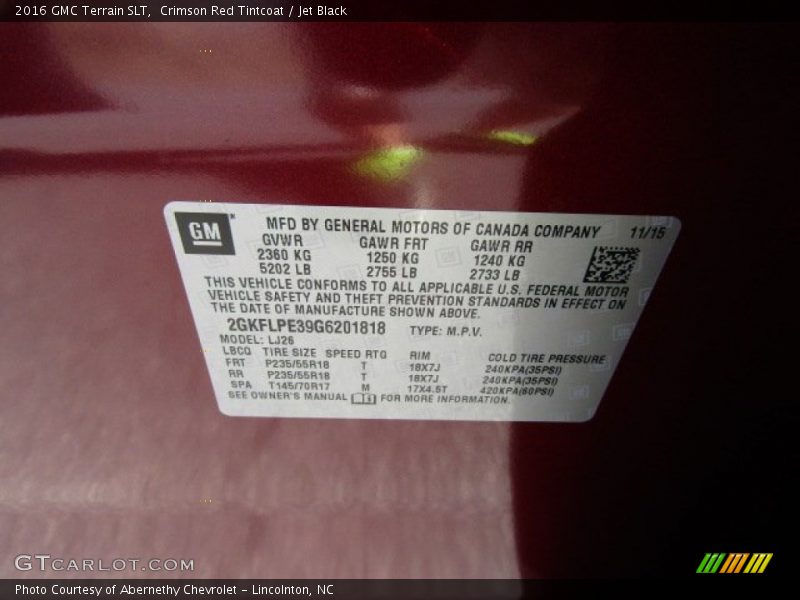 2016 GMC Terrain SLT, Crimson Red Tintcoat / Jet Black
GM
MFD BY GENERAL MOTORS OF CANADA COMPANY 11/15
GVWR GAWR FRT GAWR RR
2360 KG 1250 KG 1240 KG
5202 LB 2755 LB 2733 LB
THIS VEHICLE CONFORMS TO ALL APPLICABLE U.S. FEDERAL MOTOR
VEHICLE SAFETY AND THEFT PREVENTION STANDARDS IN EFFECT ON
THE DATE OF MANUFACTURE SHOWN ABOVE.
2GKFLPE39G6201818 TYPE: M.P.V.
MODEL: LJ26
LBCQ TIRE SIZE SPEED RTG RIM COLD TIRE PRESSURE
FRT P235/55R18 T 18X7J 240KPA(35PSI)
RR P235/55R18 T 18X7J 240KPA(35PSI)
SPA T145/70R17 M 17X4.5T 420KPA(60PSI)
SEE OWNER'S MANUAL FOR MORE INFORMATION.
GTCARLOT.COM
Photo Courtesy of Abernethy Chevrolet - Lincolnton, NC